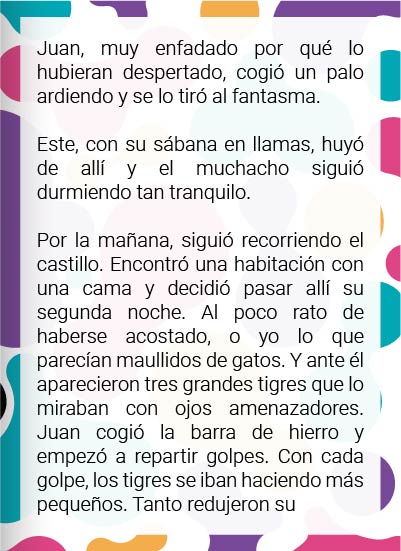 Juan, muy enfadado por qué lo
hubieran despertado, cogió un palo
ardiendo y se lo tiró al fantasma.
Este, con su sábana en llamas, huyó
de allí y el muchacho siguió
durmiendo tan tranquilo.
Por la mañana, siguió recorriendo el
castillo. Encontró una habitación con
una cama y decidió pasar allí su
segunda noche. Al poco rato de
haberse acostado, o yo lo que
parecían maullidos de gatos. Y ante él
aparecieron tres grandes tigres que lo
miraban con ojos amenazadores.
Juan cogió la barra de hierro y
empezó a repartir golpes. Con cada
golpe, los tigres se iban haciendo más
pequeños. Tanto redujeron su